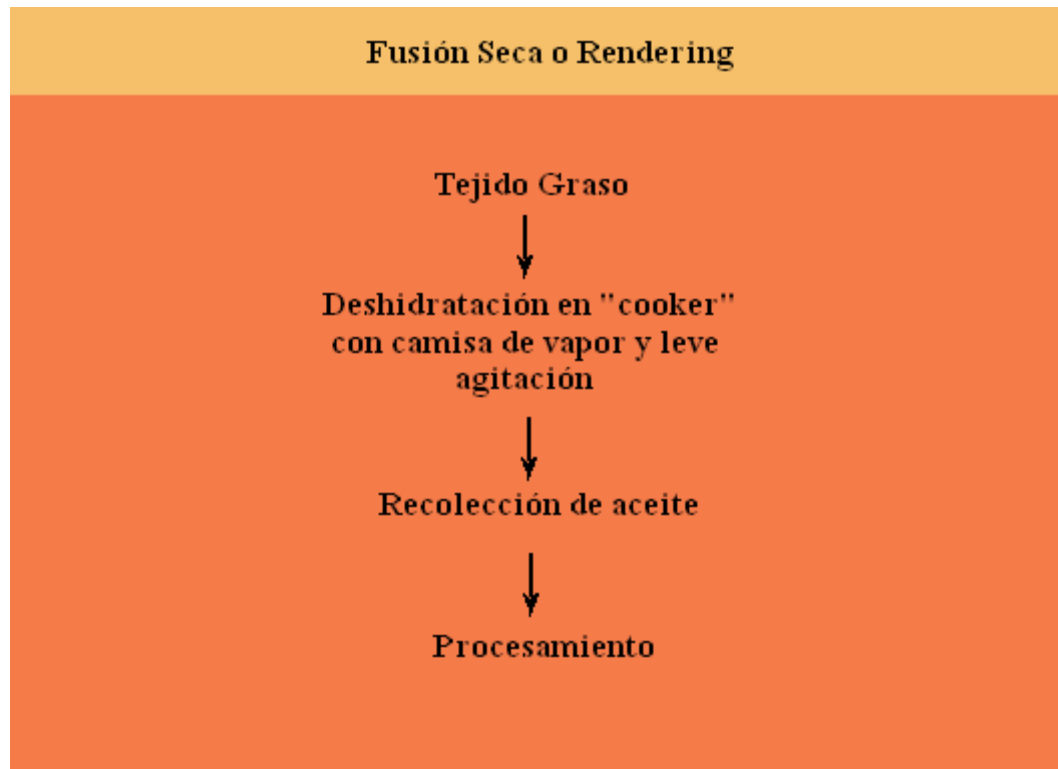 Fusión Seca o Rendering
Tejido Graso
Deshidratación en "cooker"
con camisa de vapor y leve
agitación
Recolección de aceite
Procesamiento